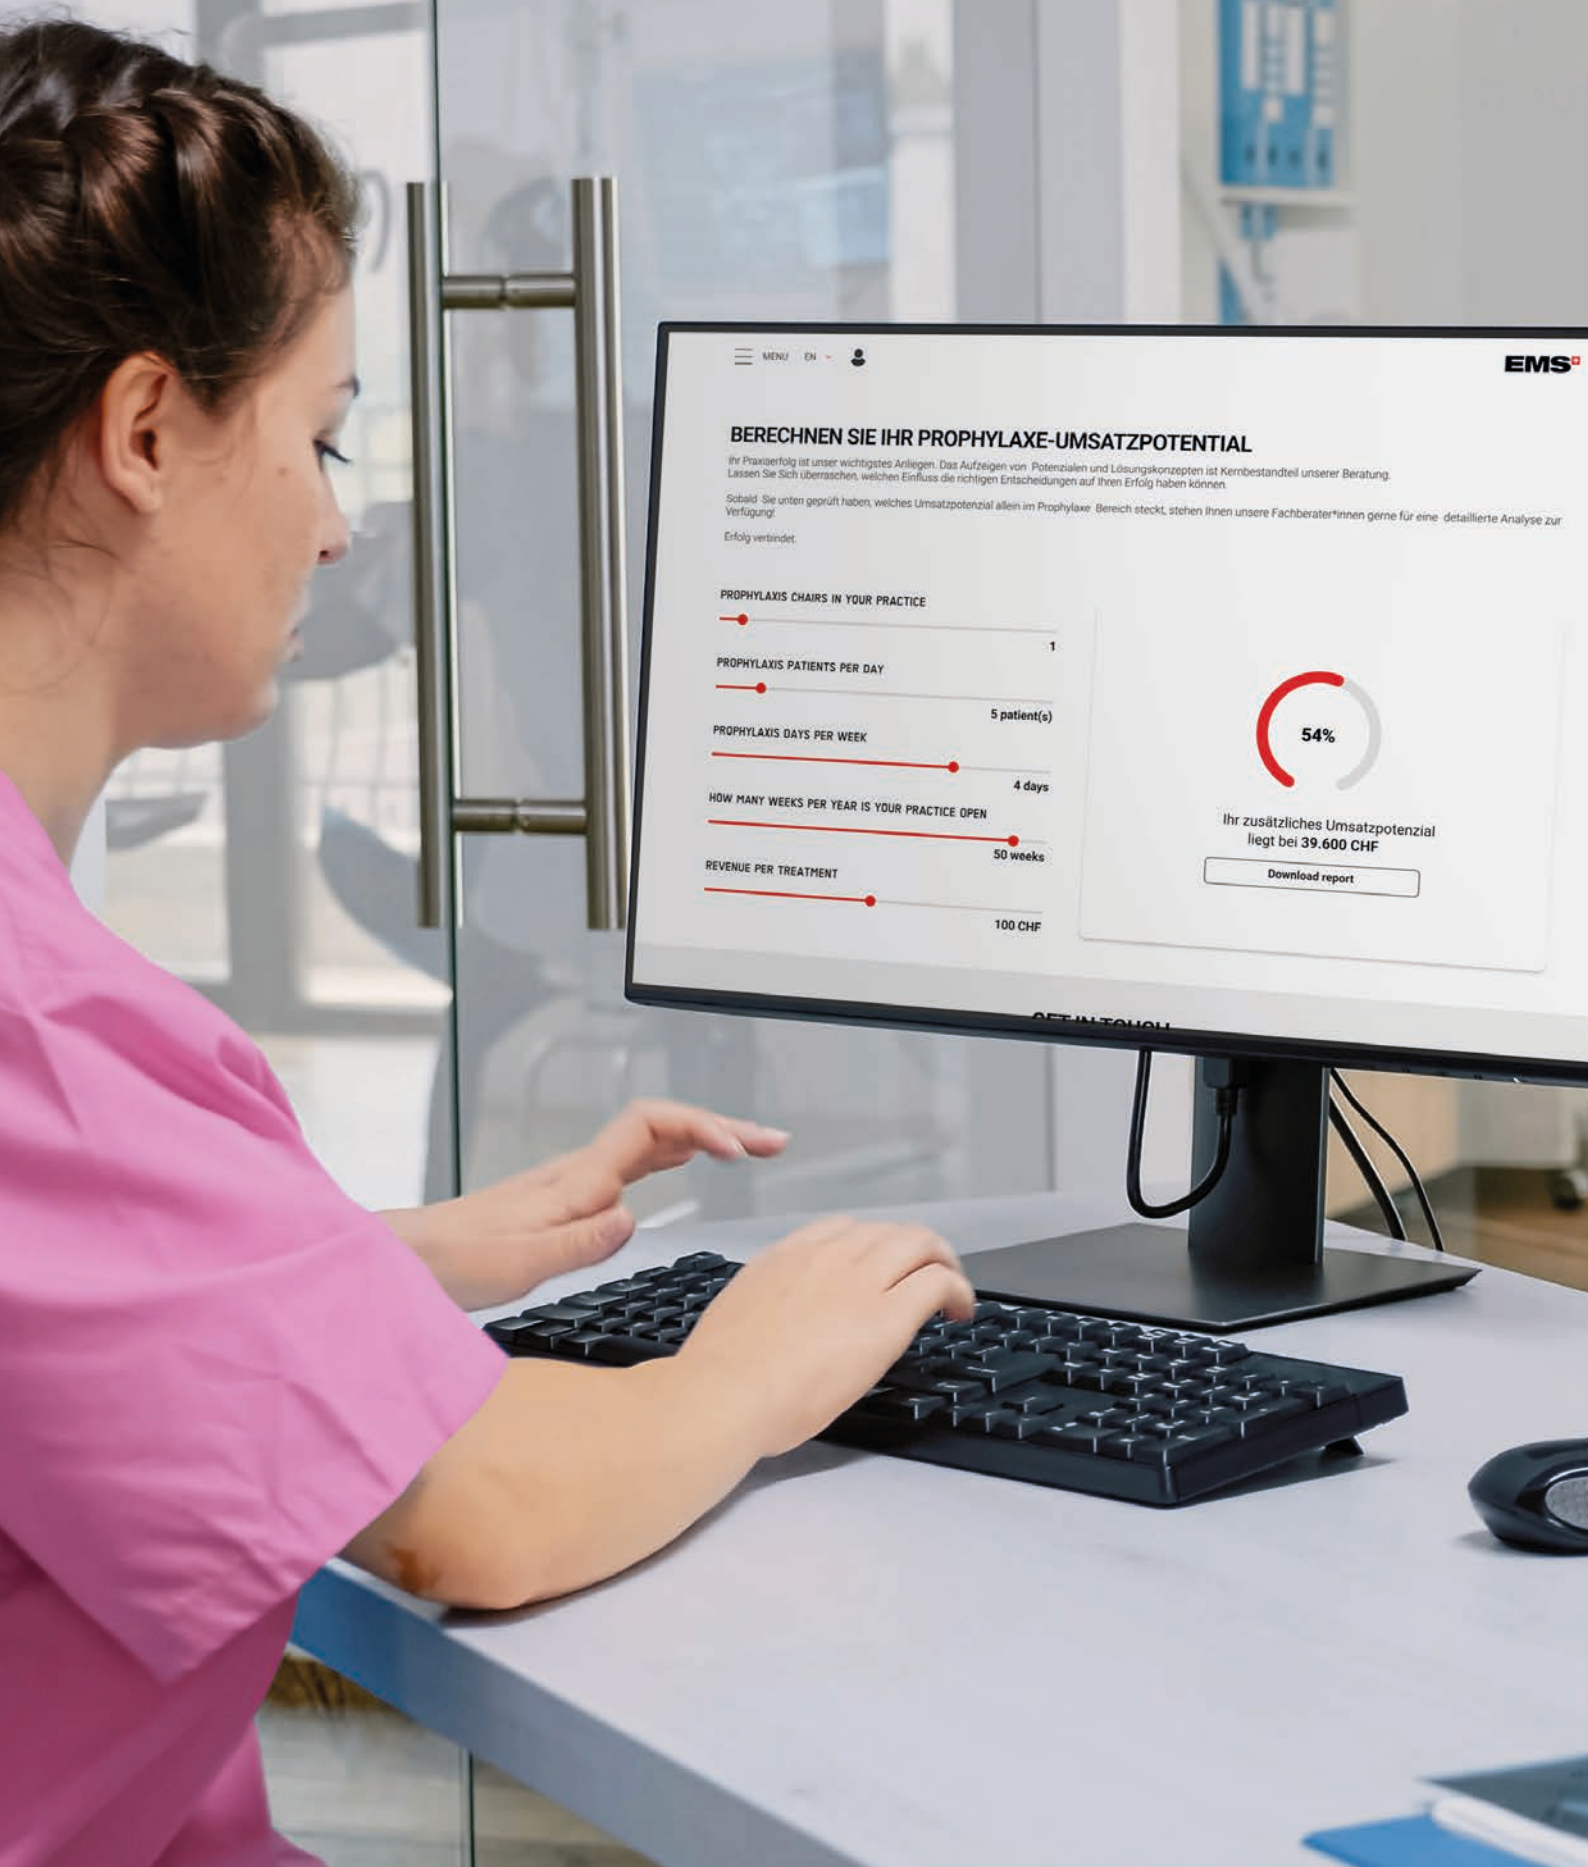 MENU EN
EMS
BERECHNEN SIE IHR PROPHYLAXE-UMSATZPOTENTIAL
Ihr Praxiserfolg ist unser wichtigstes Anliegen. Das Aufzeigen von Potenzialen und Lösungskonzepten ist Kernbestandteil unserer Beratung.
Lassen Sie Sich überraschen, welchen Einfluss die richtigen Entscheidungen auf Ihren Erfolg haben können.
Sobald Sie unten geprüft haben, welches Umsatzpotenzial allein im Prophylaxe Bereich steckt, stehen Ihnen unsere Fachberater*innen gerne für eine detaillierte Analyse zur
Verfügung!
Erfolg verbindet.
PROPHYLAXIS CHAIRS IN YOUR PRACTICE
1
PROPHYLAXIS PATIENTS PER DAY
5 patient(s)
PROPHYLAXIS DAYS PER WEEK
4 days
HOW MANY WEEKS PER YEAR IS YOUR PRACTICE OPEN
50 weeks
REVENUE PER TREATMENT
100 CHF
54%
Ihr zusätzliches Umsatzpotenzial
liegt bei 39.600 CHF
Download report
GET IN TOUCH